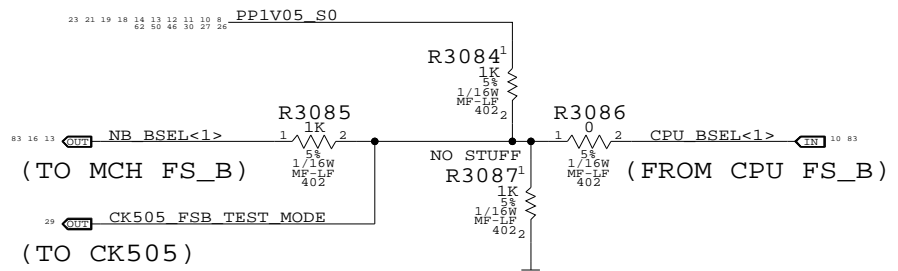 23 21 19 18 14 13 12 11 10 8 PP1V05_S0
62 50 46 30 27 26
R3084 1
1K
5%
1/16W
MF-LF
402 2
R3085
1K
1 2
5%
1/16W
MF-LF
402
R3086
0
1 2
5%
1/16W
MF-LF
402
83 16 13 OUT NB_BSEL<1>
CPU_BSEL<1> IN 10 83
(TO MCH FS_B)
(FROM CPU FS_B)
NO STUFF
R3087 1
1K
5%
1/16W
MF-LF
402 2
29 OUT CK505_FSB_TEST_MODE
(TO CK505)